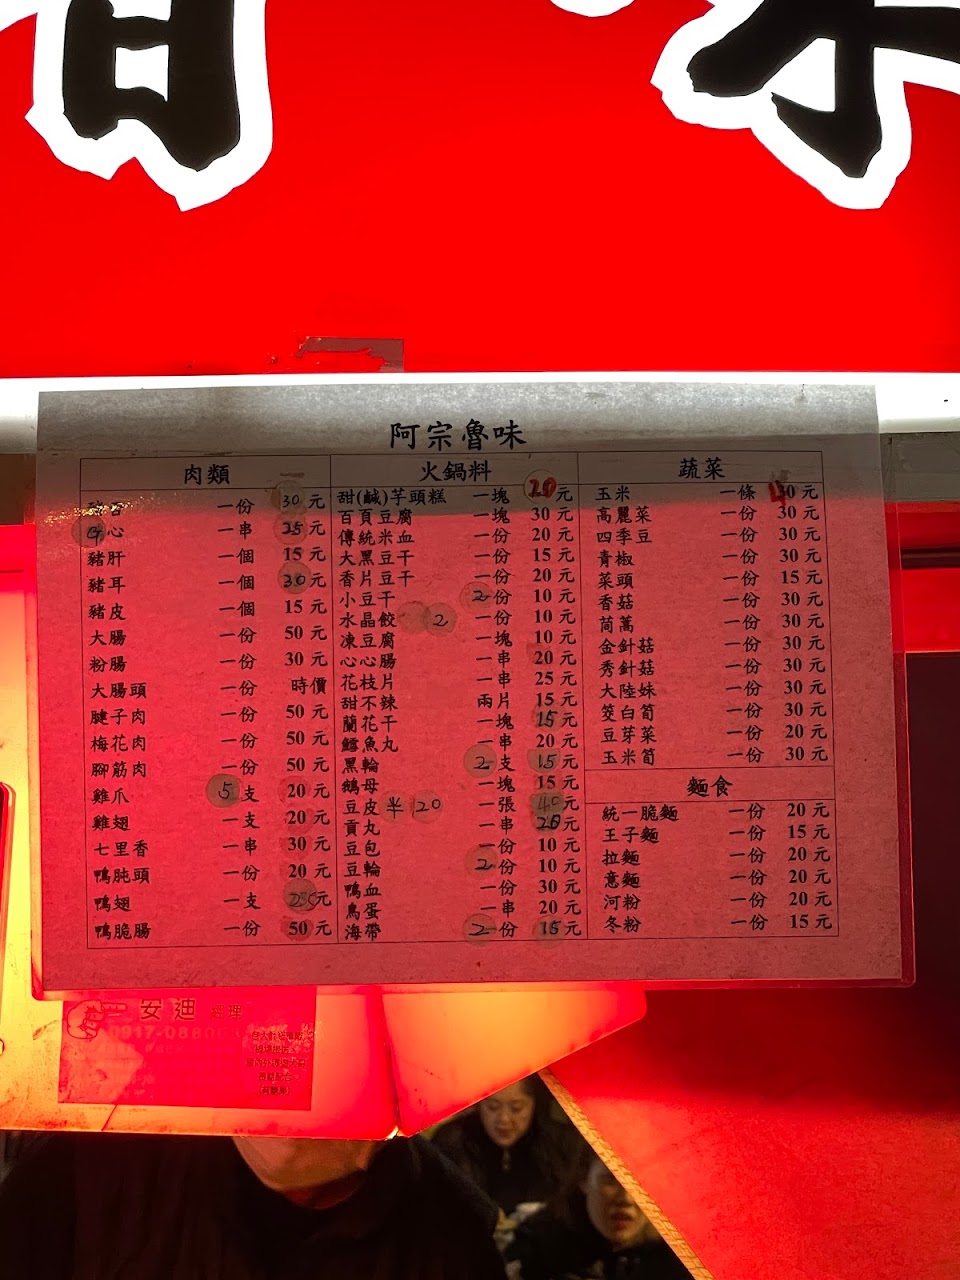 阿宗魯味
肉類
一份 30元
心 一串 35元
豬肝 一個 15元
豬耳 一個 30元
豬皮 一個 15元
大腸 一份 50元
粉腸 一份 30元
大腸頭 一份 時價
腱子肉 一份 50元
梅花肉 一份 50元
腳筋肉 一份 50元
雞爪 5支 20元
雞翅 一支 20元
七里香 一串 30元
鴨肫頭 一份 20元
鴨翅 一支 元
鴨脆腸 一份 50元
火鍋料
甜(鹹)芋頭糕 一塊 20元
百頁豆腐 一塊 30元
傳統米血 一份 20元
大黑豆干 一份 15元
香片豆干 一份 20元
小豆干 2份 10元
水晶餃 2 一份 10元
凍豆腐 一塊 10元
心心腸 一串 20元
花枝片 一串 25元
甜不辣 兩片 15元
蘭花干 一塊 15元
鱈魚丸 一串 20元
黑輪 2支 15元
鵝母 一塊 15元
豆皮 半 20 一張 40元
貢丸 一串 20元
豆包 一份 10元
豆輪 2份 10元
鴨血 一份 30元
鳥蛋 一串 20元
海帶 2份 15元
蔬菜
玉米 一條 40元
高麗菜 一份 30元
四季豆 一份 30元
青椒 一份 30元
菜頭 一份 15元
香菇 一份 30元
茼蒿 一份 30元
金針菇 一份 30元
秀針菇 一份 30元
大陸妹 一份 30元
筊白筍 一份 30元
豆芽菜 一份 20元
玉米筍 一份 30元
麵食
統一脆麵 一份 20元
王子麵 一份 15元
拉麵 一份 20元
意麵 一份 20元
河粉 一份 20元
冬粉 一份 15元
安迪 經理